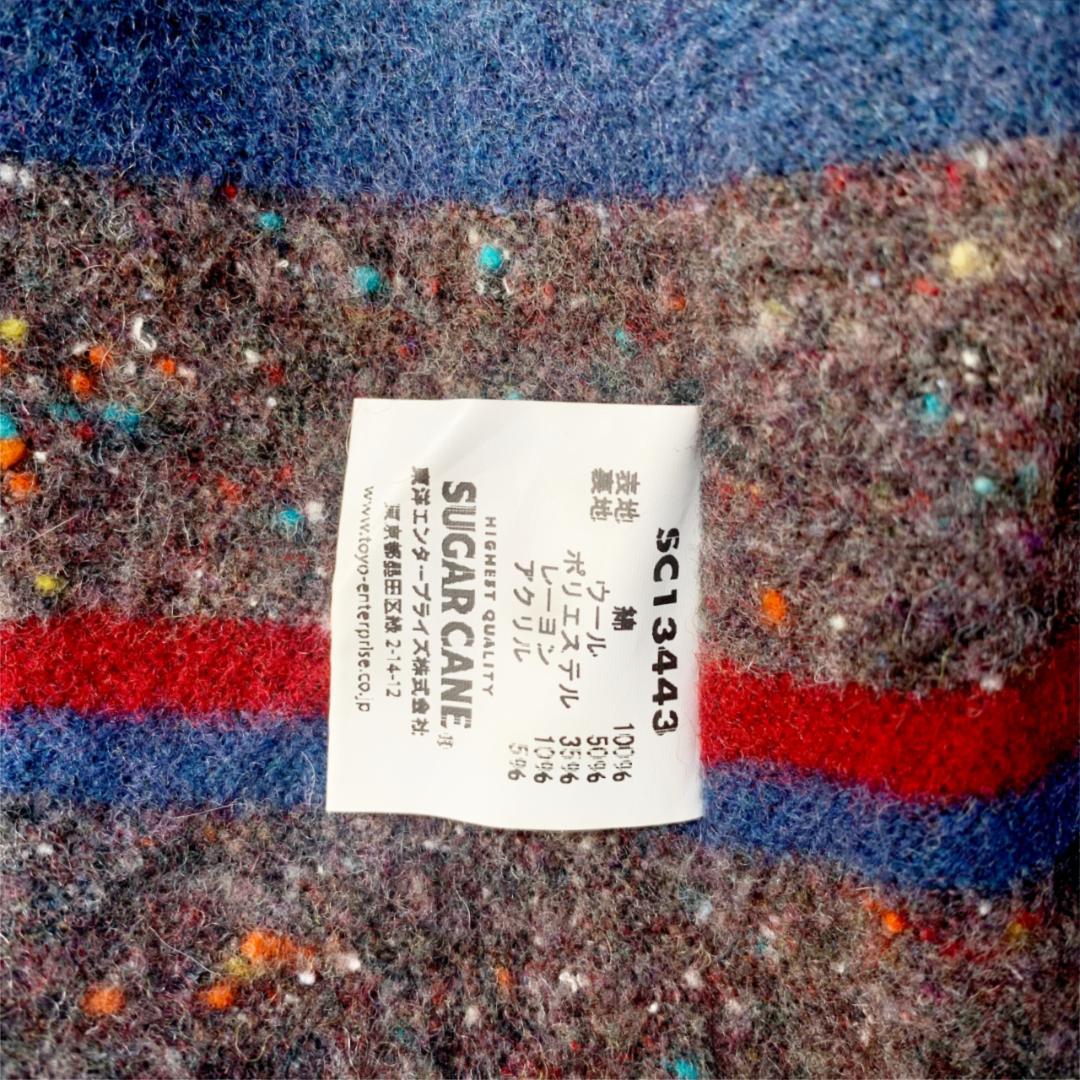 SC13443
表地 綿 100%
裏地 ウール 50%
ポリエステル 35%
レーヨン 10%
アクリル 5%
HIGHEST QUALITY
SUGAR CANE
東洋エンタープライズ株式会社
東京都墨田区緑 2-14-12
www.toyo-enterprise.co.jp